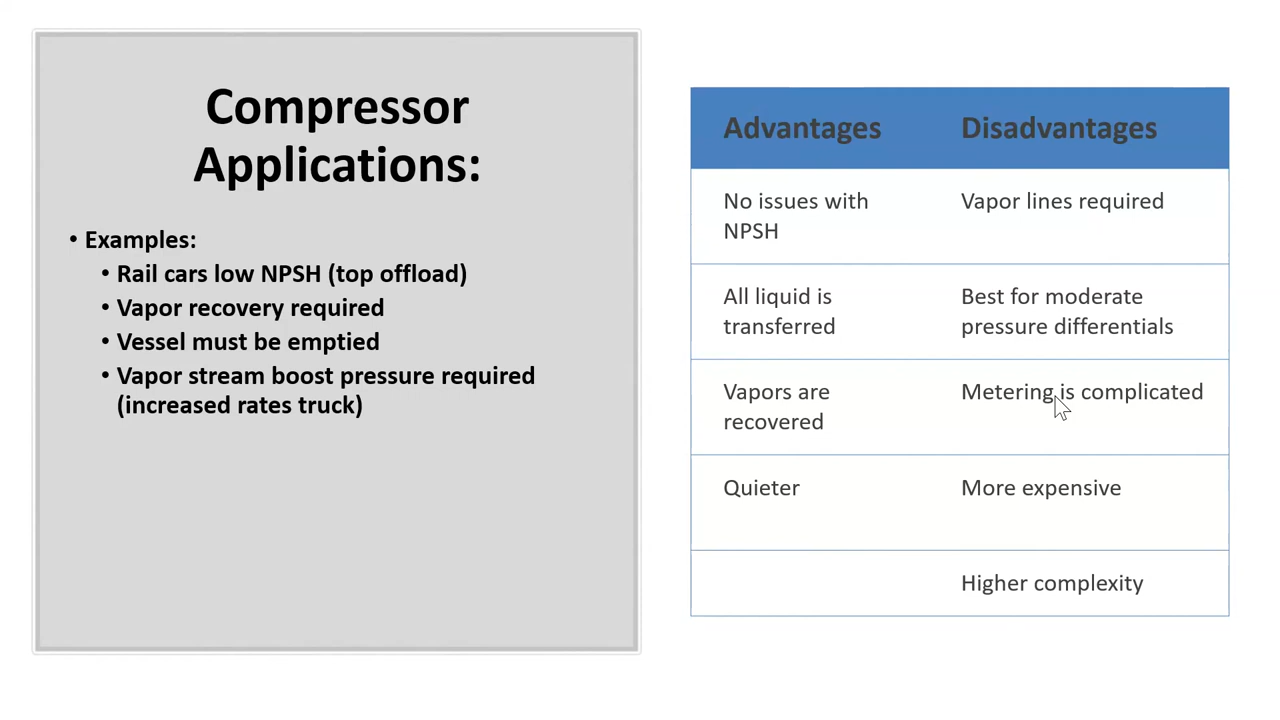 Compressor
Applications:
• Examples:
• Rail cars low NPSH (top offload)
• Vapor recovery required
• Vessel must be emptied
• Vapor stream boost pressure required
(increased rates truck)
Advantages Disadvantages
No issues with Vapor lines required
NPSH
All liquid is Best for moderate
transferred pressure differentials
Vapors are Metering is complicated
recovered
Quieter More expensive
Higher complexity